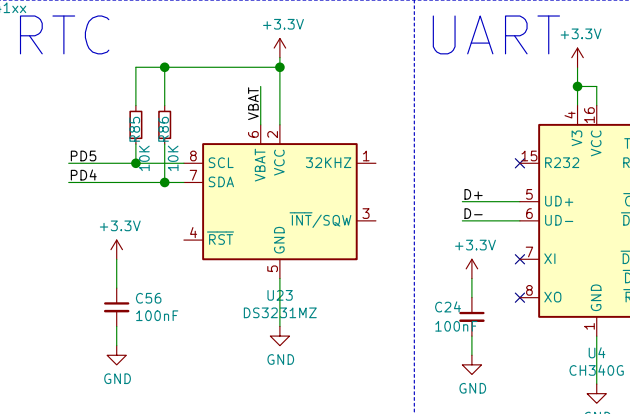 1xx
RTC
+3.3V
R85
10K
R86
10K
VBAT
6
2
PD5
PD4
8
7
SCL
SDA
VBAT
VCC
32KHZ
1
INT/SQW
3
4
RST
GND
5
U23
DS3231MZ
GND
+3.3V
C56
100nF
GND
UART
+3.3V
4
16
V3
VCC
15
R232
D+
D-
5
6
UD+
UD-
7
XI
8
XO
GND
1
+3.3V
C24
100nF
GND
U4
CH340G
GND